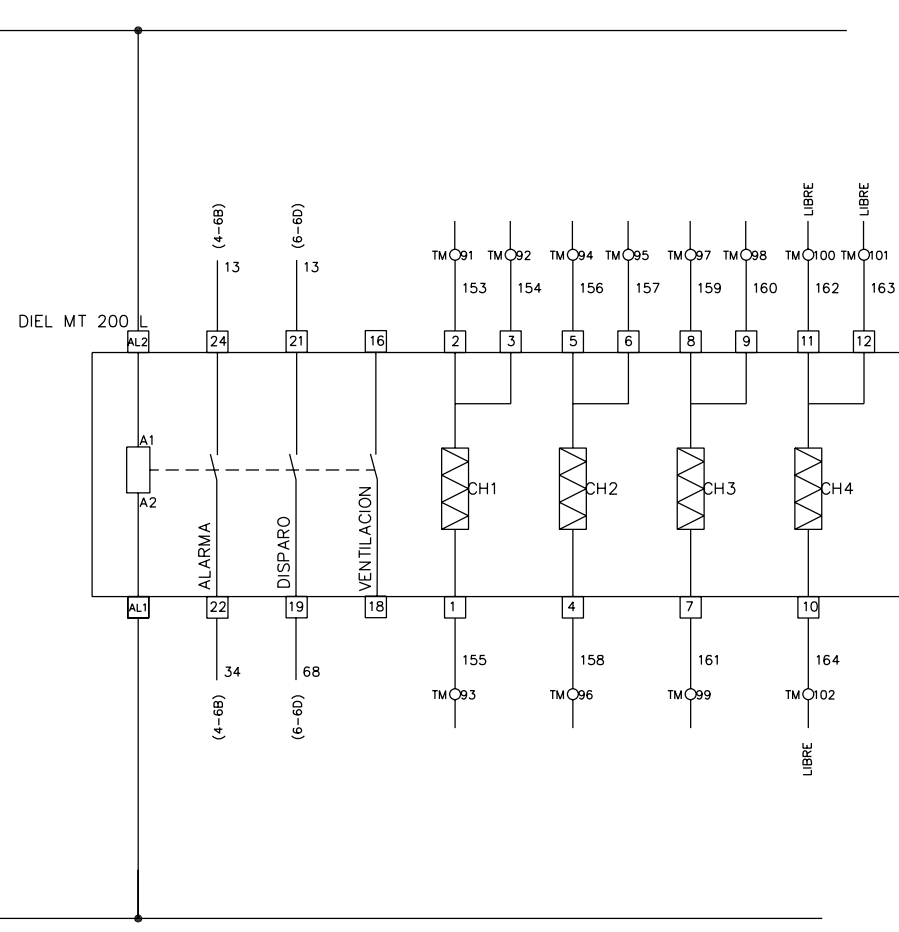 LIBRE LIBRE
(4-6B) (6-6D)
TM 91 TM 92 TM 94 TM 95 TM 97 TM 98 TM 100 TM 101
13 13
153 154 156 157 159 160 162 163
DIEL MT 200 L
AL2 24 21 16 2 3 5 6 8 9 11 12
A1
CH1 CH2 CH3 CH4
A2
ALARMA DISPARO VENTILACION
AL1 22 19 18 1 4 7 10
155 158 161 164
34 68
TM 93 TM 96 TM 99 TM 102
(4-6B) (6-6D)
LIBRE